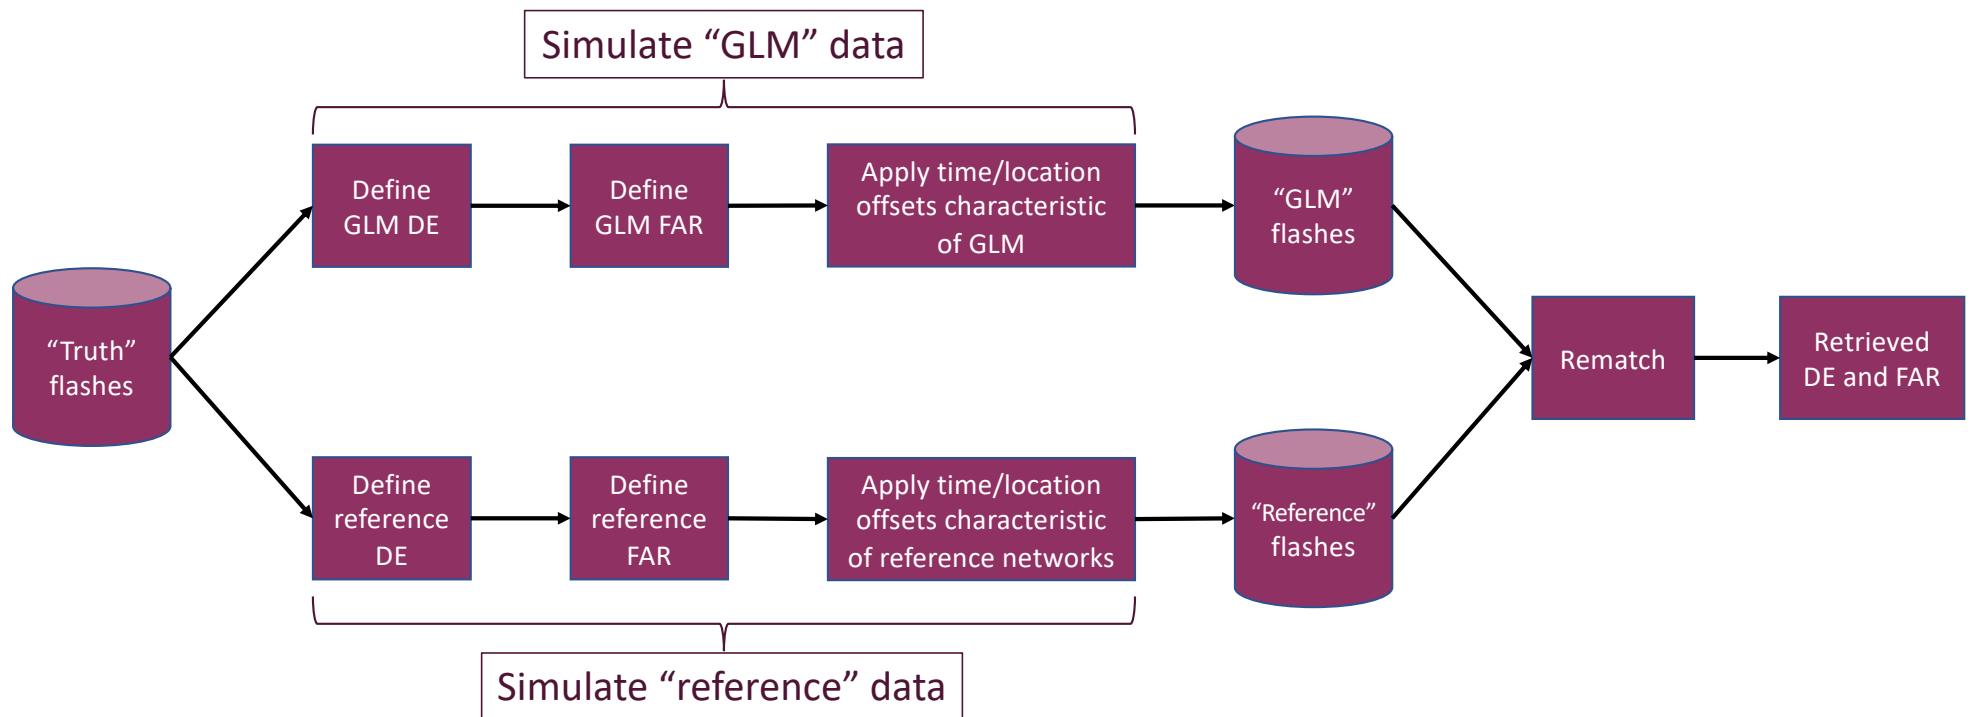 Simulate “GLM” data
Define
GLM DE
Define
GLM FAR
Apply time/location
offsets characteristic
of GLM
“GLM”
flashes
“Truth”
flashes
Rematch
Retrieved
DE and FAR
Define
reference
DE
Define
reference
FAR
Apply time/location
offsets characteristic
of reference networks
“Reference”
flashes
Simulate “reference” data